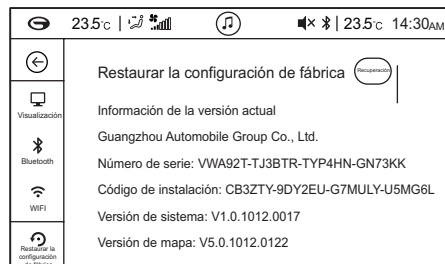 23.5°C 23.5°C 14:30AM
Restaurar la configuración de fábrica Recuperación
Visualización
Bluetooth
WIFI
Restaurar la
configuración
de fábrica
Información de la versión actual
Guangzhou Automobile Group Co., Ltd.
Número de serie: VWA92T-TJ3BTR-TYP4HN-GN73KK
Código de instalación: CB3ZTY-9DY2EU-G7MULY-U5MG6L
Versión de sistema: V1.0.1012.0017
Versión de mapa: V5.0.1012.0122